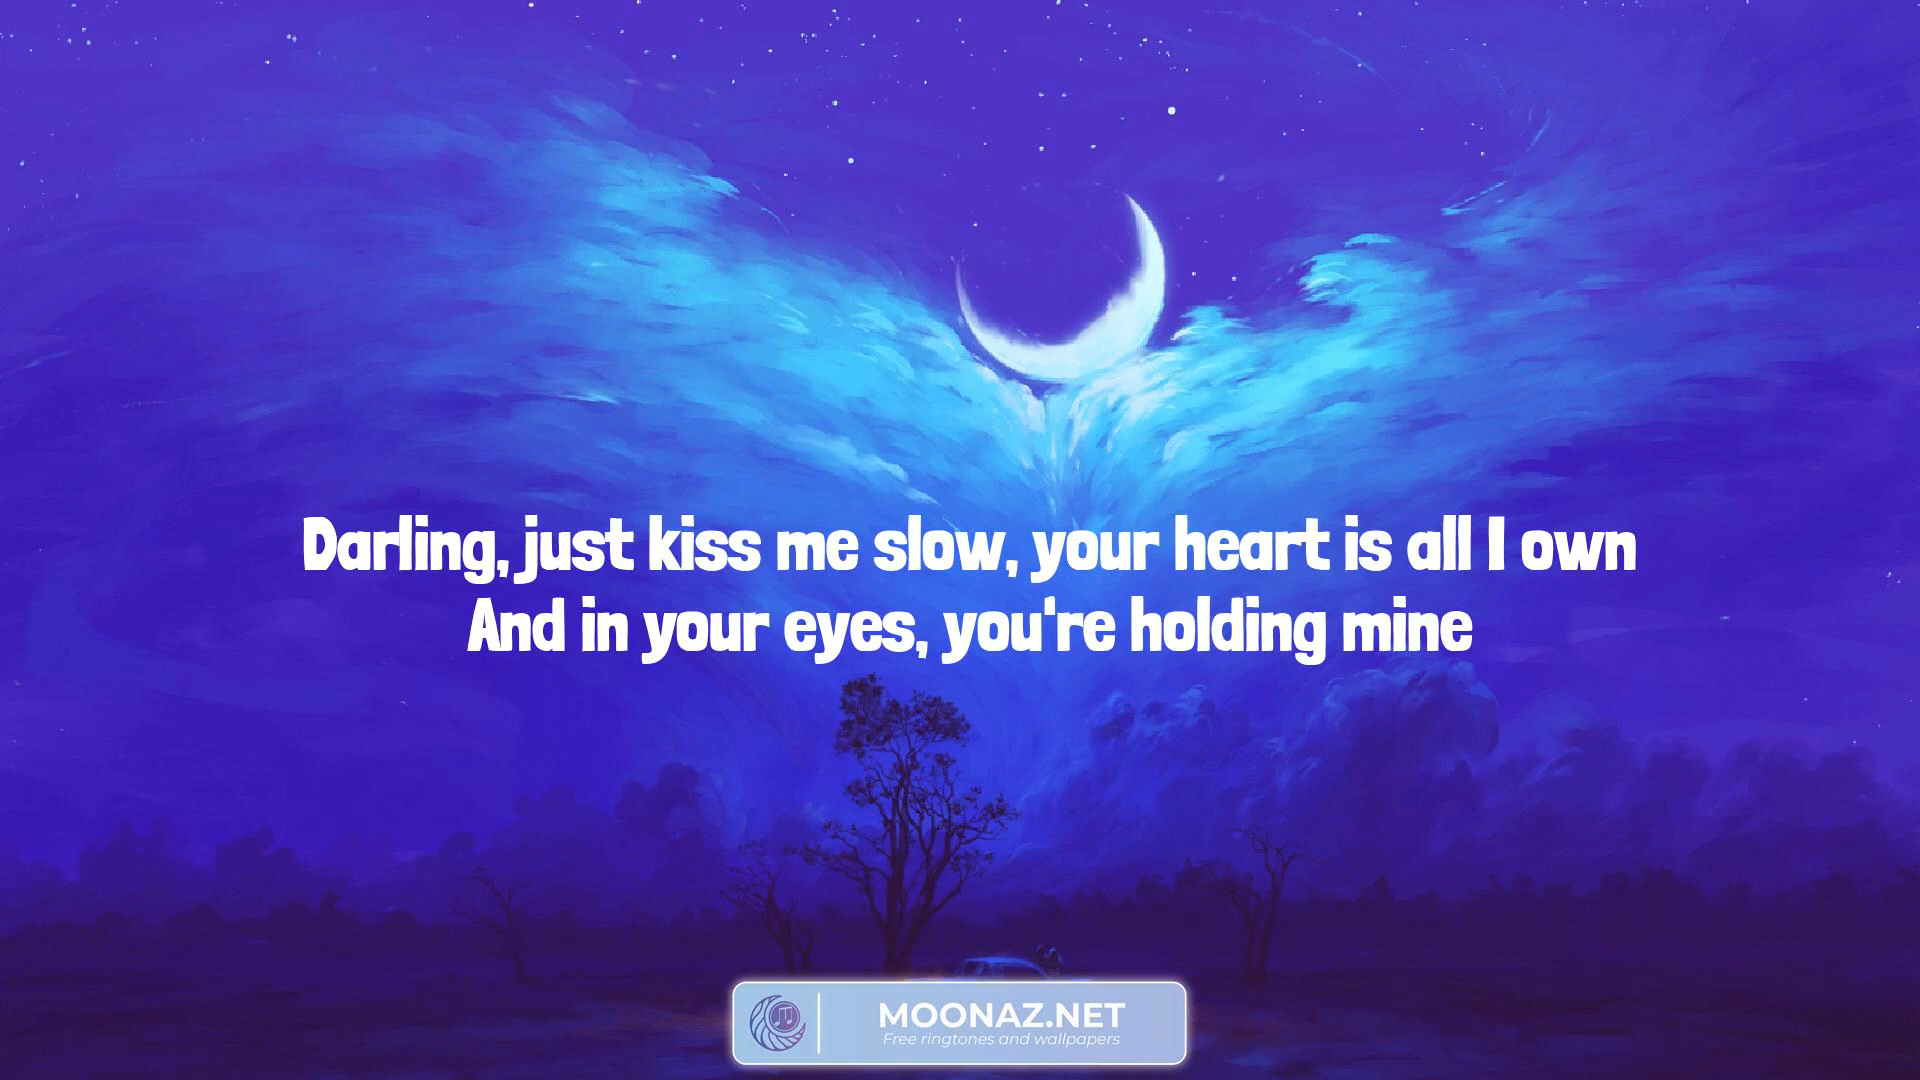 Darling, just kiss me slow, your heart is all I own
And in your eyes, you're holding mine
MOONAZ.NET
Free ringtones and wallpapers